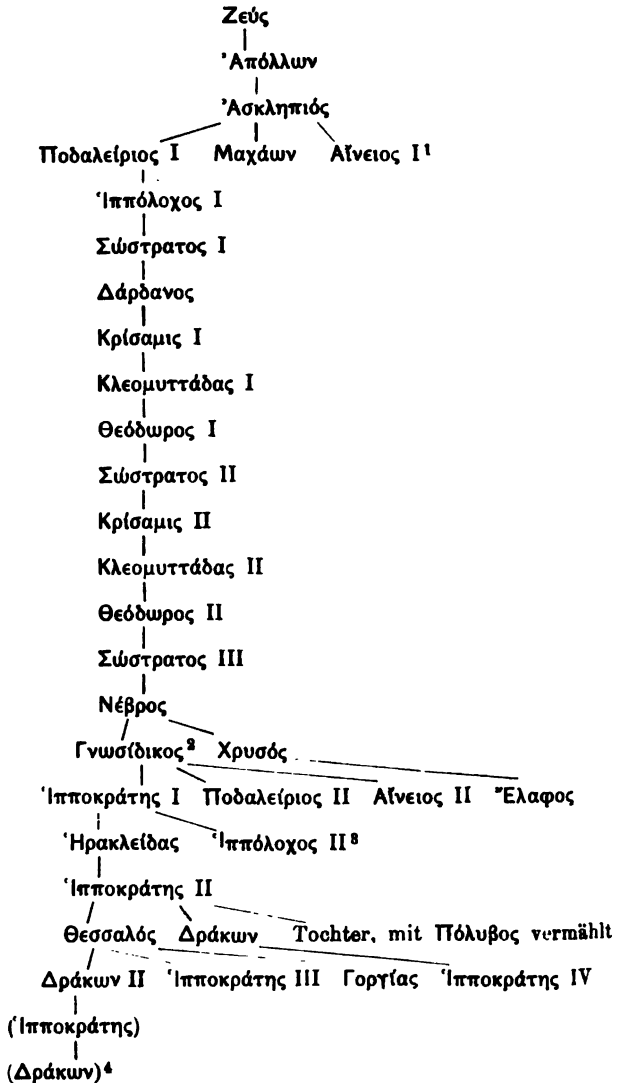 Ζεύς
Ἀπόλλων
Ἀσκληπιός
Ποδαλείριος I Μαχάων Αἴνειος I¹
Ἱππόλοχος I
Σώστρατος I
Δάρδανος
Κρίσαμις I
Κλεομυττάδας I
Θεόδωρος I
Σώστρατος II
Κρίσαμις II
Κλεομυττάδας II
Θεόδωρος II
Σώστρατος III
Νέβρος
Γνωσίδικος² Χρυσός
Ἱπποκράτης I Ποδαλείριος II Αἴνειος II Ἔλαφος
Ἡρακλείδας Ἱππόλοχος II³
Ἱπποκράτης II
Θεσσαλός Δράκων Tochter, mit Πόλυβος vermählt
Δράκων II Ἱπποκράτης III Γοργίας Ἱπποκράτης IV
(Ἱπποκράτης)
(Δράκων)⁴